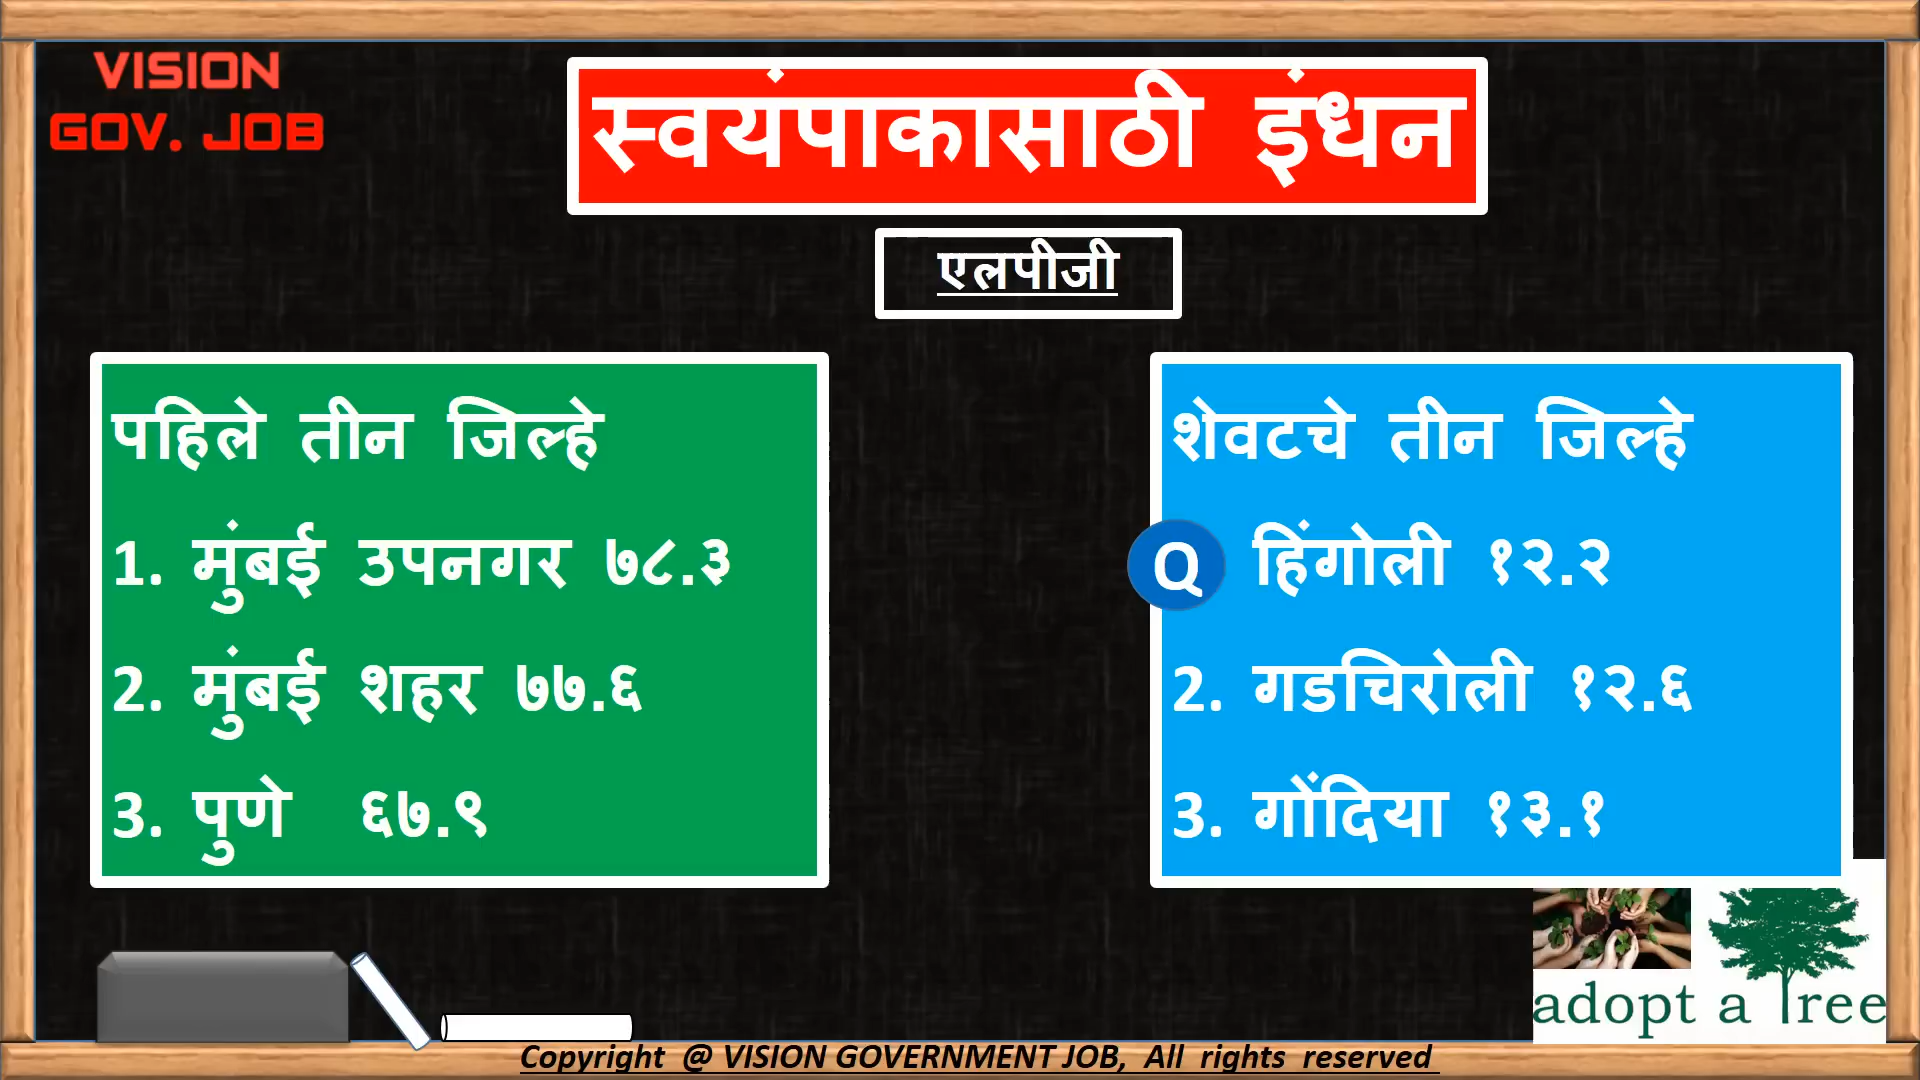 VISION
GOV. JOB
स्वयंपाकासाठी इंधन
एलपीजी
पहिले तीन जिल्हे
1. मुंबई उपनगर ७८.३
2. मुंबई शहर ७७.६
3. पुणे ६७.९
शेवटचे तीन जिल्हे
Q हिंगोली १२.२
2. गडचिरोली १२.६
3. गोंदिया १३.१
adopt a Tree
Copyright @ VISION GOVERNMENT JOB, All rights reserved